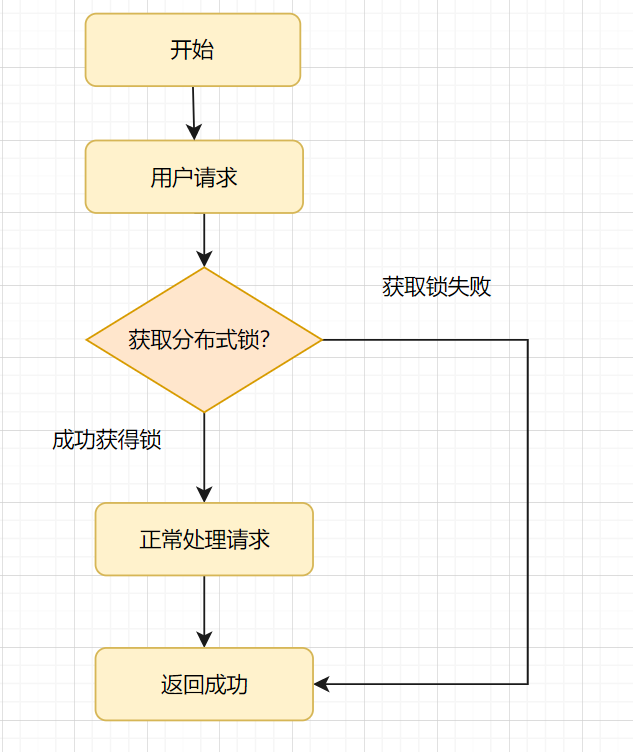 开始
用户请求
获取锁失败
获取分布式锁?
成功获得锁
正常处理请求
返回成功